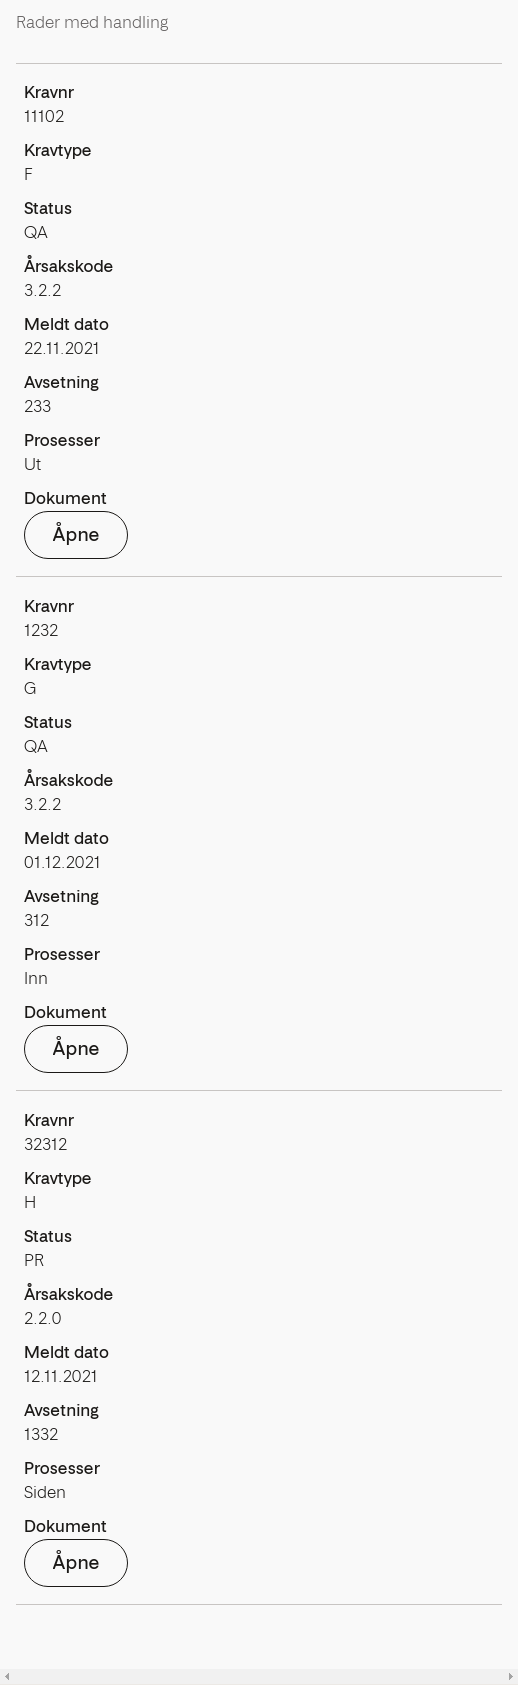 Rader med handling
Kravnr
11102
Kravtype
F
Status
QA
Årsakskode
3.2.2
Meldt dato
22.11.2021
Avsetning
233
Prosesser
Ut
Dokument
Åpne
Kravnr
1232
Kravtype
G
Status
QA
Årsakskode
3.2.2
Meldt dato
01.12.2021
Avsetning
312
Prosesser
Inn
Dokument
Åpne
Kravnr
32312
Kravtype
H
Status
PR
Årsakskode
2.2.0
Meldt dato
12.11.2021
Avsetning
1332
Prosesser
Siden
Dokument
Åpne